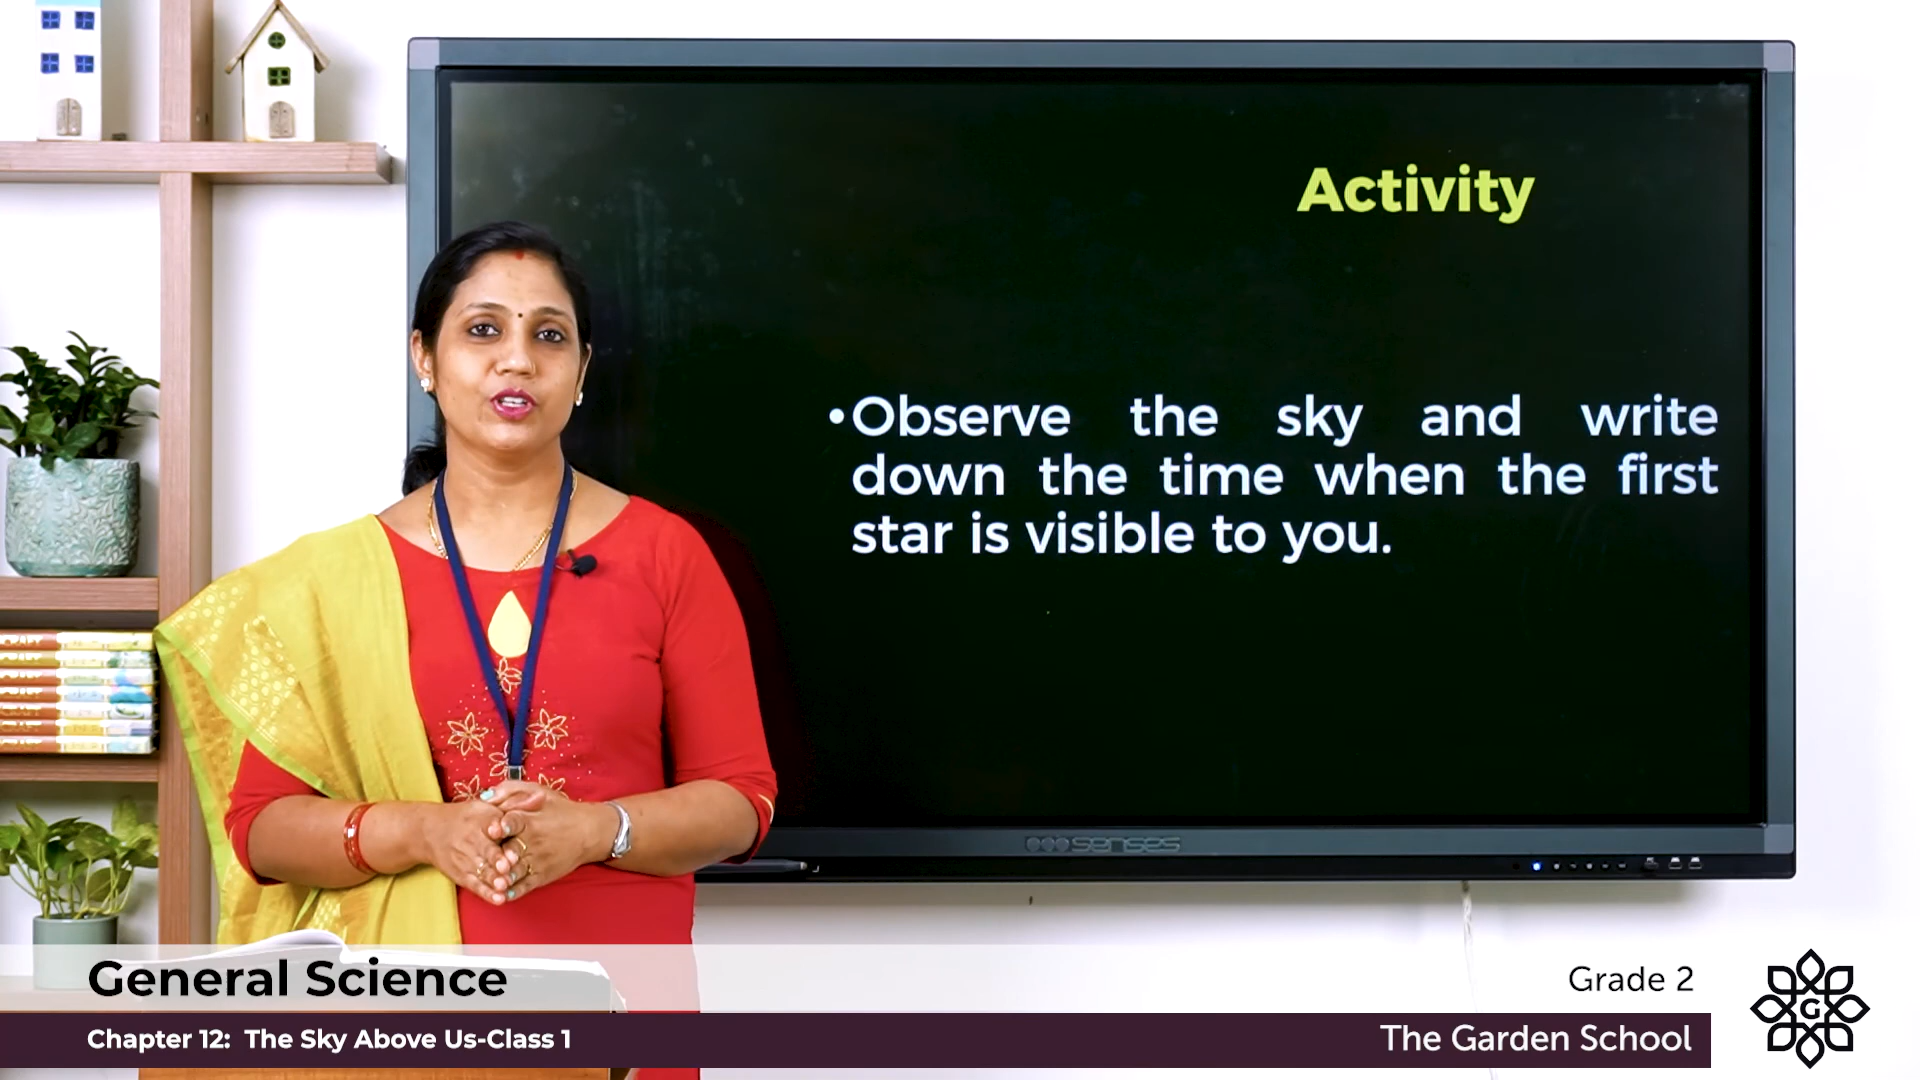 Activity
•Observe the sky and write
down the time when the first
star is visible to you.
senses
General Science
Grade 2
Chapter 12: The Sky Above Us-Class 1
The Garden School
G